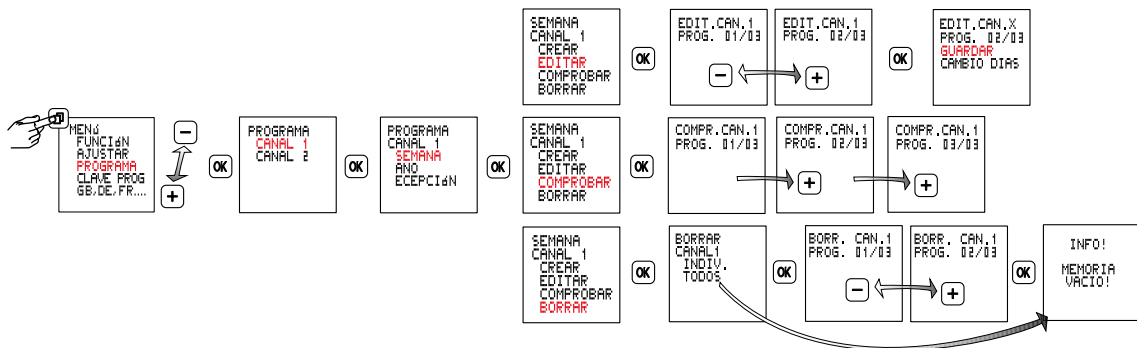 MENú
FUNCIóN
AJUSTAR
PROGRAMA
CLAVE PROG
GB,DE,FR....
−
+
OK
PROGRAMA
CANAL 1
CANAL 2
OK
PROGRAMA
CANAL 1
SEMANA
ANO
ECEPCIóN
OK
SEMANA
CANAL 1
CREAR
EDITAR
COMPROBAR
BORRAR
OK
EDIT.CAN.1
PROG. 01/03
−
EDIT.CAN.1
PROG. 02/03
+
OK
EDIT.CAN.X
PROG. 02/03
GUARDAR
CAMBIO DIAS
SEMANA
CANAL 1
CREAR
EDITAR
COMPROBAR
BORRAR
OK
COMPR.CAN.1
PROG. 01/03
COMPR.CAN.1
PROG. 02/03
+
COMPR.CAN.1
PROG. 03/03
+
SEMANA
CANAL 1
CREAR
EDITAR
COMPROBAR
BORRAR
OK
BORRAR
CANAL1
INDIV.
TODOS
OK
BORR. CAN.1
PROG. 01/03
−
BORR. CAN.1
PROG. 02/03
+
OK
INFO!
MEMORIA
VACIO!